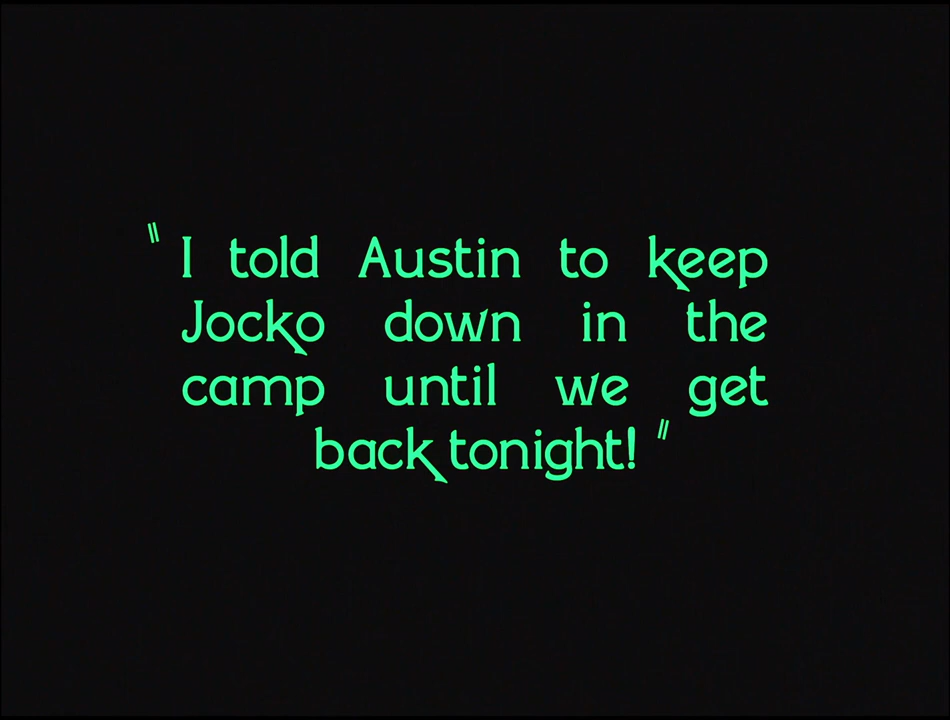 "I told Austin to keep
Jocko down in the
camp until we get
back tonight!"